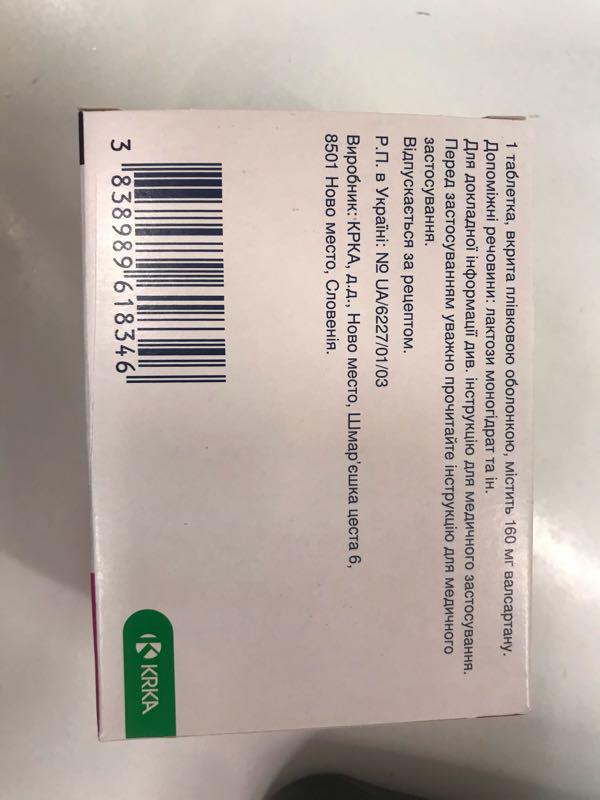 1 таблетка, вкрита плівковою оболонкою, містить 160 мг валсартану.
Допоміжні речовини: лактози моногідрат та ін.
Для докладної інформації див. інструкцію для медичного застосування.
Перед застосуванням уважно прочитайте інструкцію для медичного
застосування.
Відпускається за рецептом.
Р.П. в Україні: № UA/6227/01/03
Виробник: КРКА, д.д., Ново место, Шмар'єшка цеста 6,
8501 Ново место, Словенія.
3 838989 618346
KRKA